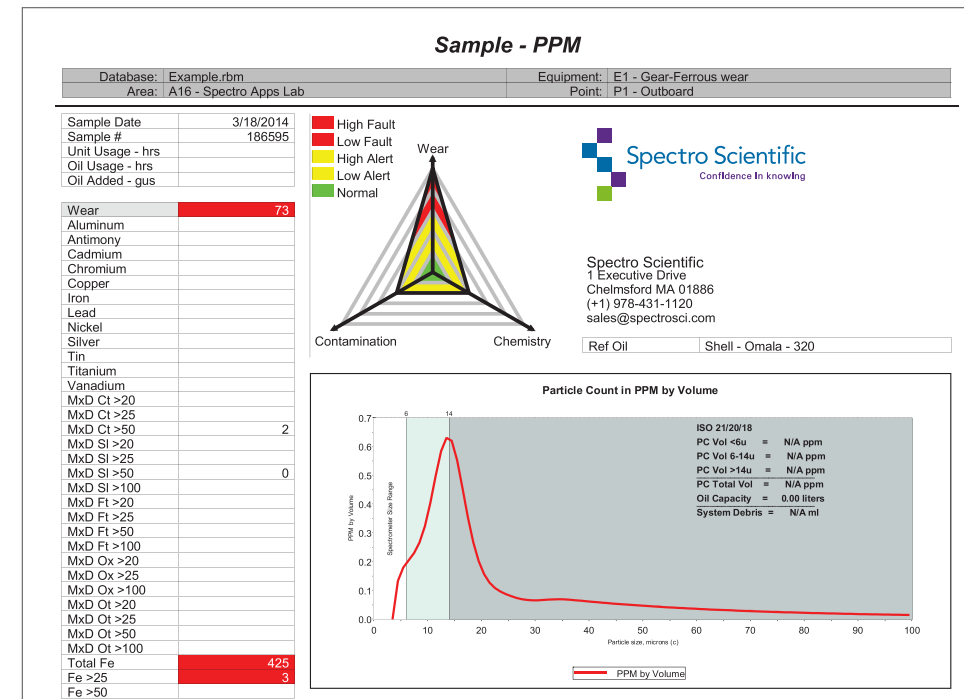 Sample - PPM
Database: Example.rbm Equipment: E1 - Gear-Ferrous wear
Area: A16 - Spectro Apps Lab Point: P1 - Outboard
Sample Date 3/18/2014
Sample # 186595
Unit Usage - hrs
Oil Usage - hrs
Oil Added - gus
Wear 73
Aluminum
Antimony
Cadmium
Chromium
Copper
Iron
Lead
Nickel
Silver
Tin
Titanium
Vanadium
MxD Ct >20
MxD Ct >25
MxD Ct >50 2
MxD Sl >20
MxD Sl >25
MxD Sl >50 0
MxD Sl >100
MxD Ft >20
MxD Ft >25
MxD Ft >50
MxD Ft >100
MxD Ox >20
MxD Ox >25
MxD Ox >100
MxD Ot >20
MxD Ot >25
MxD Ot >50
MxD Ot >100
Total Fe 425
Fe >25 3
Fe >50
High Fault
Low Fault
High Alert
Low Alert
Normal
Wear
Contamination
Chemistry
Spectro Scientific
Confidence In knowing
Spectro Scientific
1 Executive Drive
Chelmsford MA 01886
(+1) 978-431-1120
sales@spectrosci.com
Ref Oil Shell - Omala - 320
Particle Count in PPM by Volume
6 14
0.7
0.6
0.5
0.4
0.3
0.2
0.1
0.0
PPM by Volume
Spectrometer Size Range
ISO 21/20/18
PC Vol <6u = N/A ppm
PC Vol 6-14u = N/A ppm
PC Vol >14u = N/A ppm
PC Total Vol = N/A ppm
Oil Capacity = 0.00 liters
System Debris = N/A ml
0 10 20 30 40 50 60 70 80 90 100
Particle size, microns (c)
PPM by Volume